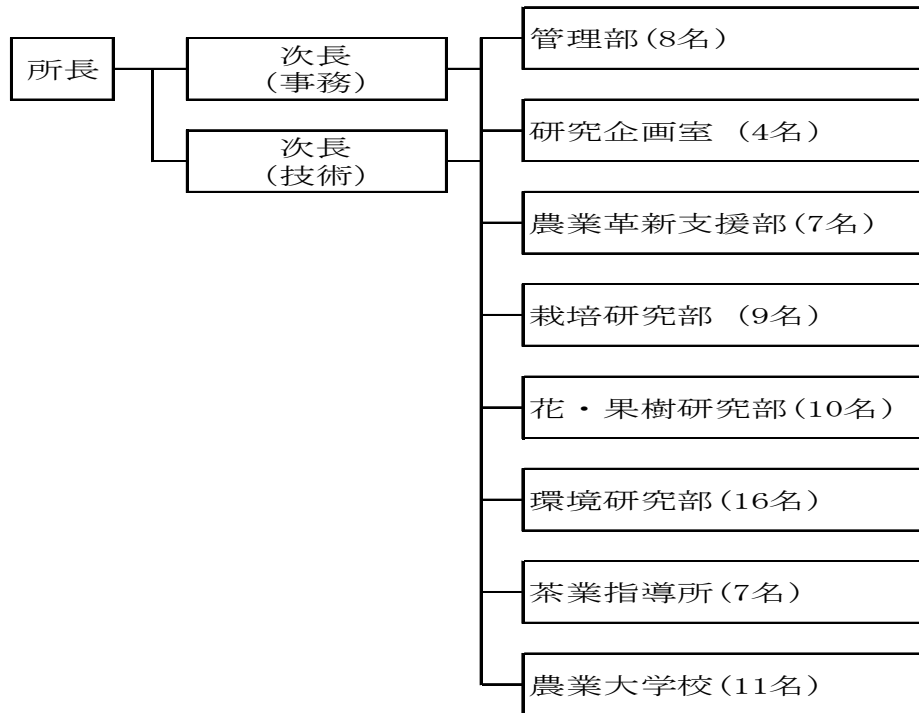 所長
次長
(事務)
次長
(技術)
管理部(8名)
研究企画室 (4名)
農業革新支援部(7名)
栽培研究部 (9名)
花・果樹研究部(10名)
環境研究部(16名)
茶業指導所(7名)
農業大学校(11名)